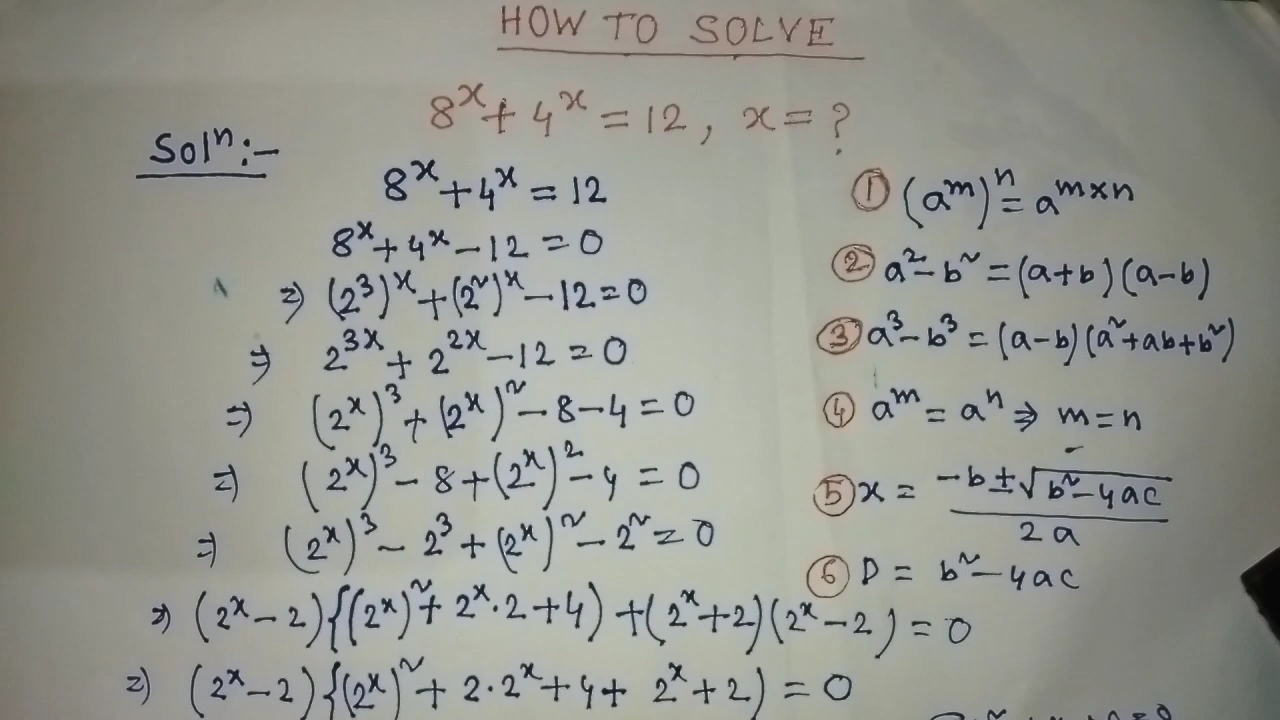 HOW TO SOLVE
8^x + 4^x = 12, x = ?
Solⁿ:-
8^x + 4^x = 12
8^x + 4^x - 12 = 0
⇒ (2^3)^x + (2^2)^x - 12 = 0
⇒ 2^{3x} + 2^{2x} - 12 = 0
⇒ (2^x)^3 + (2^x)^2 - 8 - 4 = 0
⇒ (2^x)^3 - 8 + (2^x)^2 - 4 = 0
⇒ (2^x)^3 - 2^3 + (2^x)^2 - 2^2 = 0
⇒ (2^x - 2){(2^x)^2 + 2^x·2 + 4) + (2^x + 2)(2^x - 2) = 0
⇒ (2^x - 2){(2^x)^2 + 2·2^x + 4 + 2^x + 2) = 0
① (a^m)^n = a^{m×n}
② a^2 - b^2 = (a+b)(a-b)
③ a^3 - b^3 = (a-b)(a^2 + ab + b^2)
④ a^m = a^n ⇒ m = n
⑤ x = (-b ± √(b^2 - 4ac)) / 2a
⑥ D = b^2 - 4ac